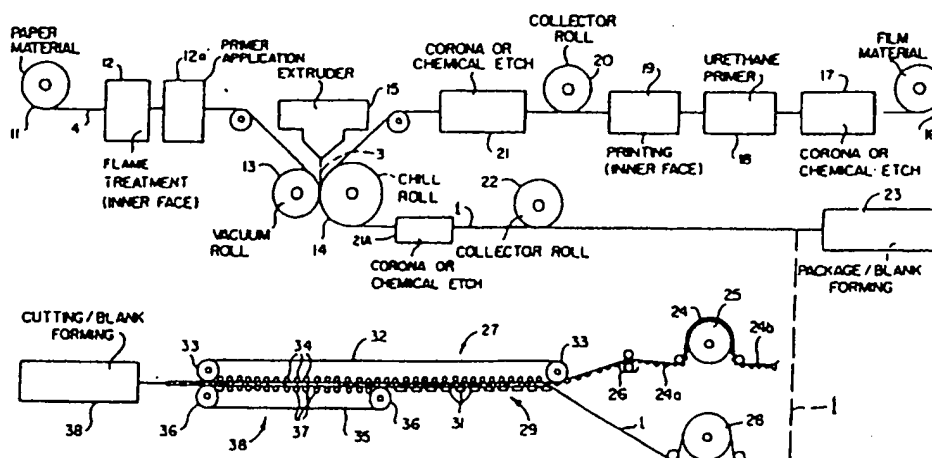 PAPER
MATERIAL
11
4
12
FLAME
TREATMENT
(INNER FACE)
12a
PRIMER
APPLICATION
EXTRUDER
15
3
13
VACUUM
ROLL
14
CHILL
ROLL
CORONA OR
CHEMICAL ETCH
21
COLLECTOR
ROLL
20
19
PRINTING
(INNER FACE)
URETHANE
PRIMER
18
17
CORONA OR
CHEMICAL ETCH
FILM
MATERIAL
21A
CORONA OR
CHEMICAL ETCH
1
22
COLLECTOR ROLL
23
PACKAGE/BLANK
FORMING
CUTTING/BLANK
FORMING
38
33
34
32
27
33
36
37
38
35
36
31
29
26
24a
24
25
24b
1
28
1